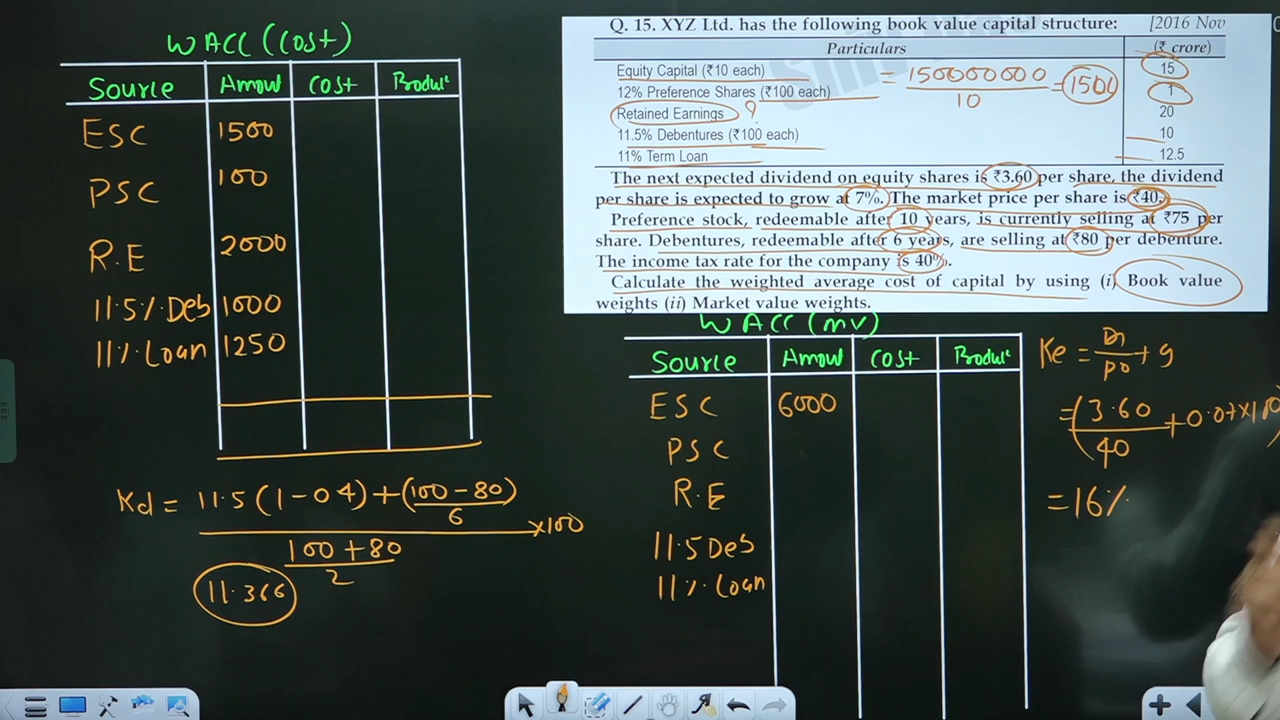 WACC (Cost)
Source Amout Cost Produc
ESC 1500
PSC 100
R.E 2000
11.5% Deb 1000
11% Loan 1250
Kd = 11.5 (1-04) + (100-80)
6
×100
100 + 80
2
11.366
Q. 15. XYZ Ltd. has the following book value capital structure: [2016 Nov
Particulars (₹ crore)
Equity Capital (₹10 each) = 150000000 = 1500 15
10
12% Preference Shares (₹100 each) 1
Retained Earnings ? 20
11.5% Debentures (₹100 each) 10
11% Term Loan 12.5
The next expected dividend on equity shares is ₹3.60 per share, the dividend
per share is expected to grow at 7%. The market price per share is ₹40.
Preference stock, redeemable after 10 years, is currently selling at ₹75 per
share. Debentures, redeemable after 6 years, are selling at ₹80 per debenture.
The income tax rate for the company is 40%.
Calculate the weighted average cost of capital by using (i) Book value
weights (ii) Market value weights.
WACC (mv)
Source Amout Cost Produc
ESC 6000
PSC
R.E
11.5 Deb
11% Loan
Ke = D1 + g
P0
= (3.60 + 0.07×100
40
= 16%